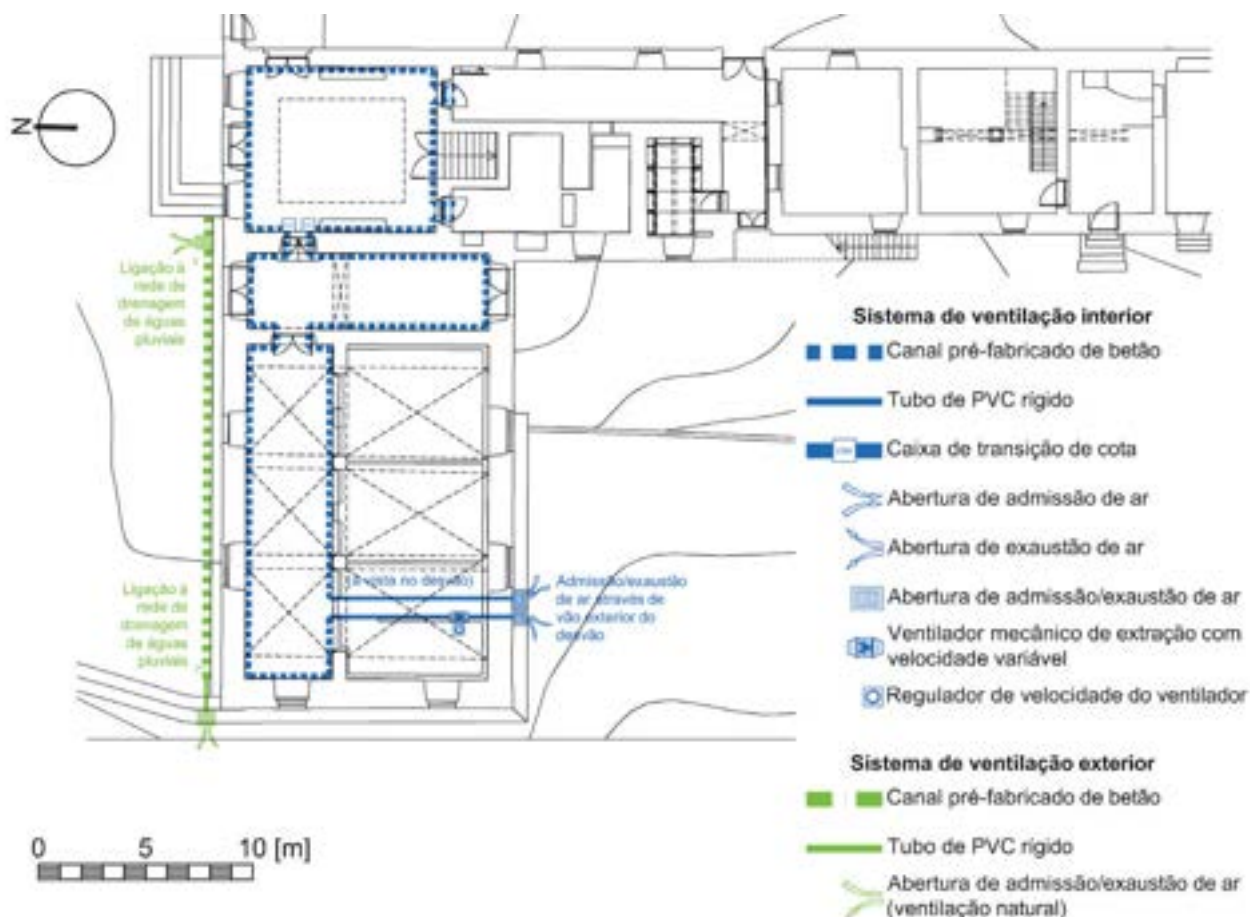 N
Ligação à
rede de
drenagem
de águas
pluviais
Ligação à
rede de
drenagem
de águas
pluviais
(à vista no desvão)
Admissão/exaustão
de ar através de
vão exterior do
desvão
Sistema de ventilação interior
Canal pré-fabricado de betão
Tubo de PVC rígido
Caixa de transição de cota
Abertura de admissão de ar
Abertura de exaustão de ar
Abertura de admissão/exaustão de ar
Ventilador mecânico de extração com
velocidade variável
Regulador de velocidade do ventilador
Sistema de ventilação exterior
Canal pré-fabricado de betão
Tubo de PVC rígido
Abertura de admissão/exaustão de ar
(ventilação natural)
0 5 10 [m]